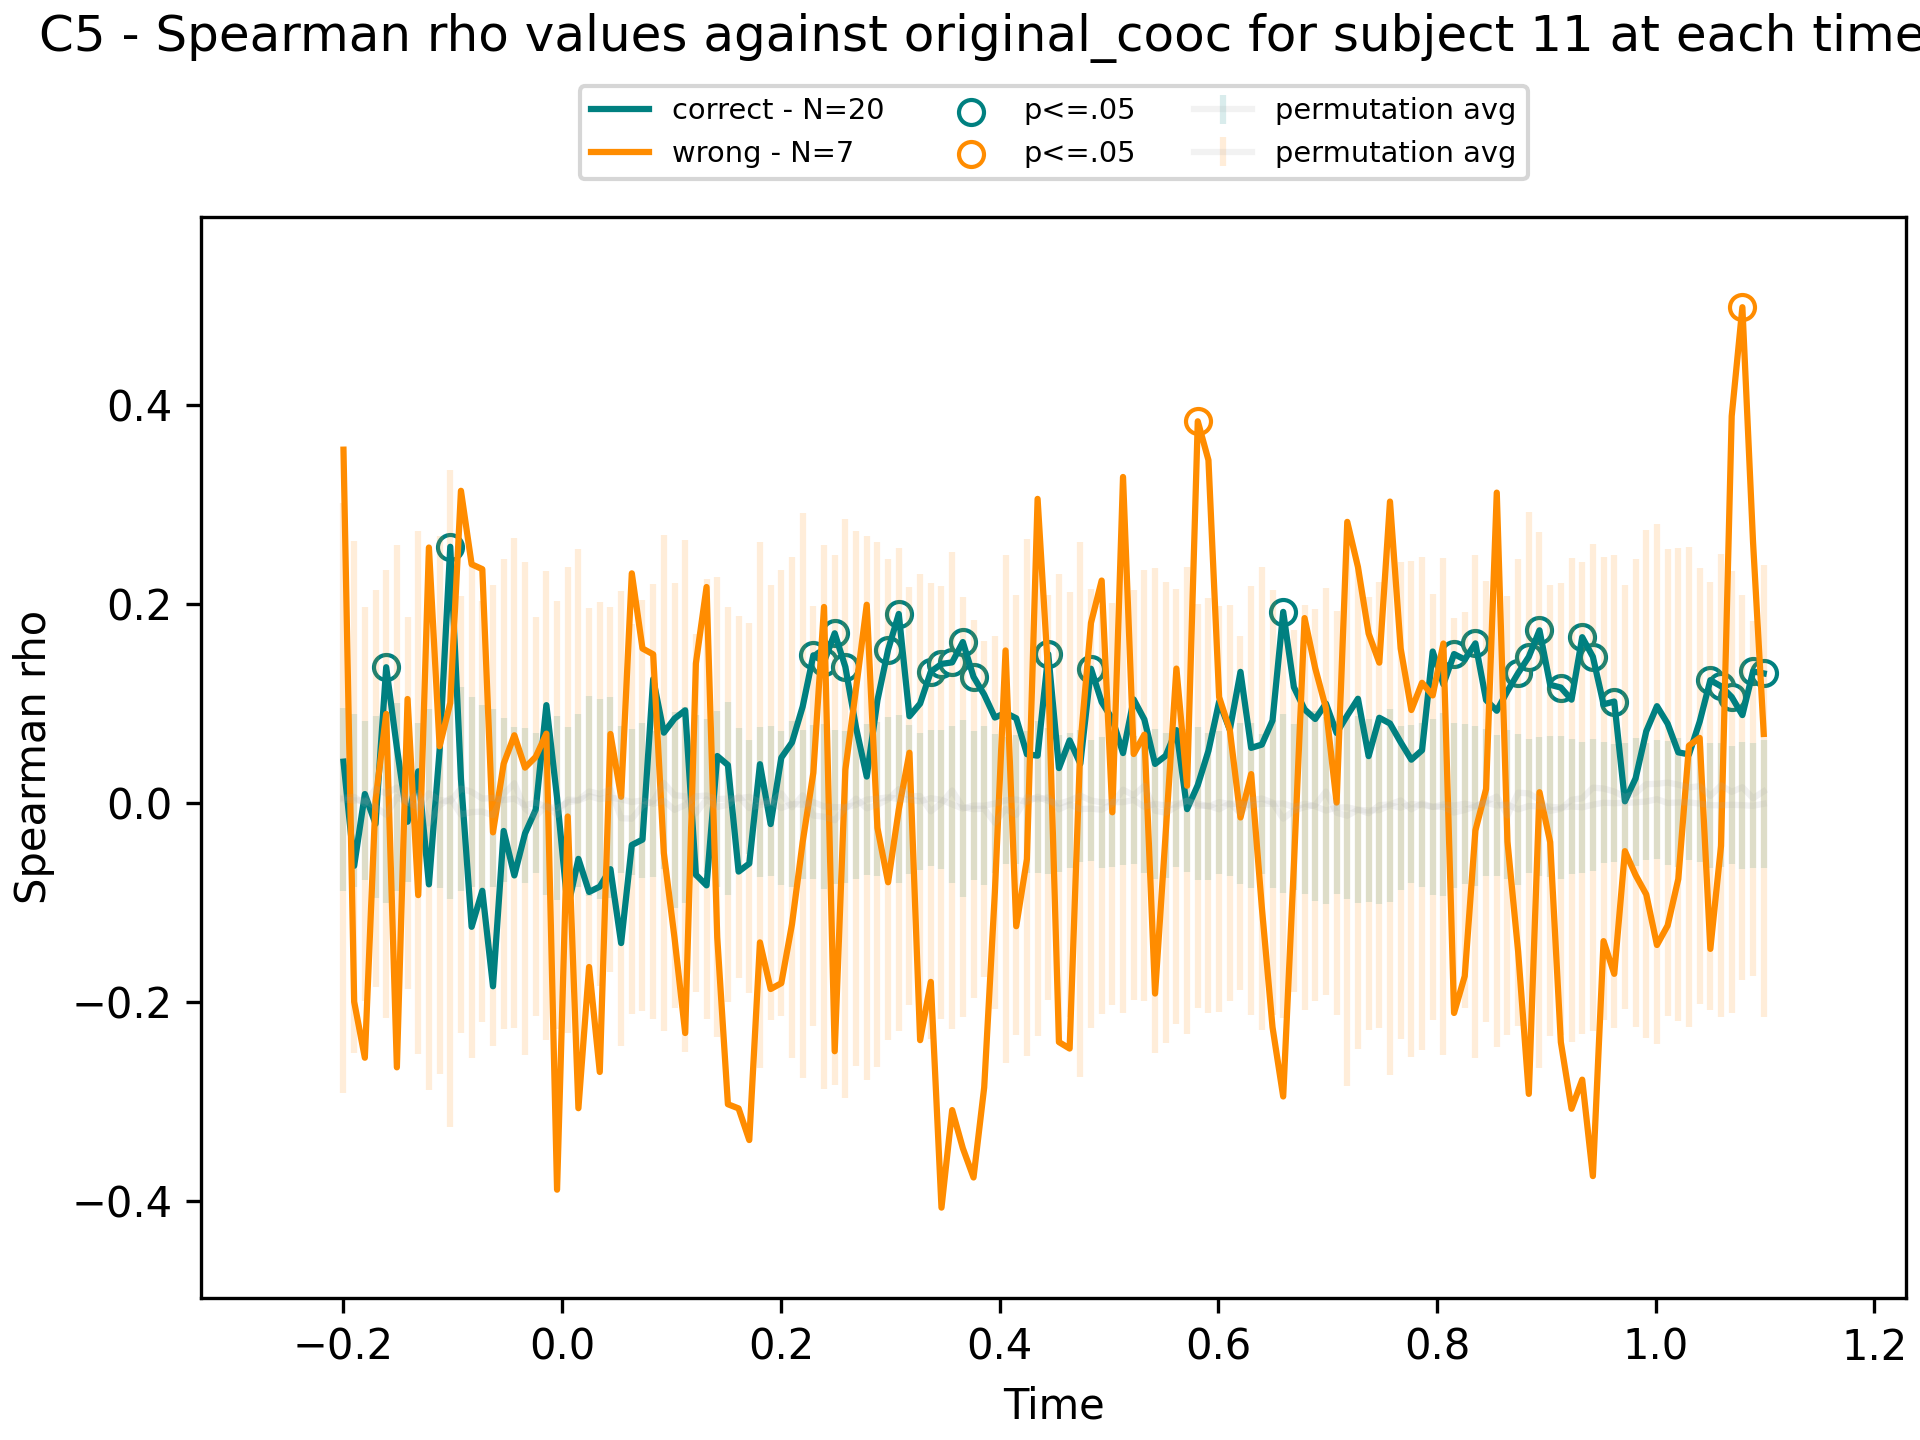 C5 - Spearman rho values against original_cooc for subject 11 at each time
correct - N=20
wrong - N=7
p<=.05
p<=.05
permutation avg
permutation avg
Spearman rho
0.4
0.2
0.0
−0.2
−0.4
−0.2 0.0 0.2 0.4 0.6 0.8 1.0 1.2
Time